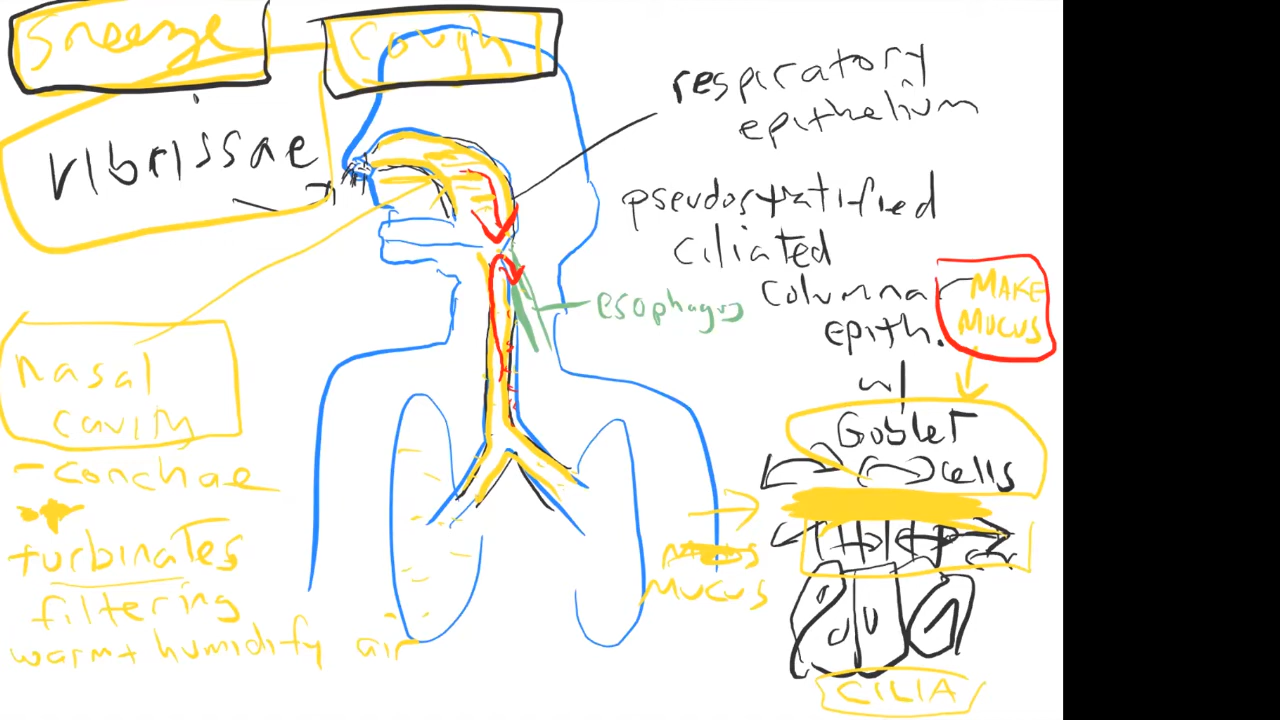 Sneeze
Cough
vibrissae
respiratory
epithelium
pseudostratified
ciliated
columnar
epith.
w/
Goblet
cells
MAKE
MUCUS
esophagus
nasal
cavity
- conchae
turbinates
filtering
warm + humidify air
MUCUS
CILIA